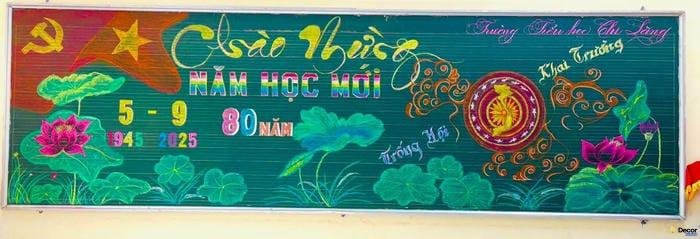 Trường Tiểu học Chi Lăng
Chào Mừng
Khai Trường
NĂM HỌC MỚI
5 - 9
1945 2025
80 NĂM
Trống Hội
Decor